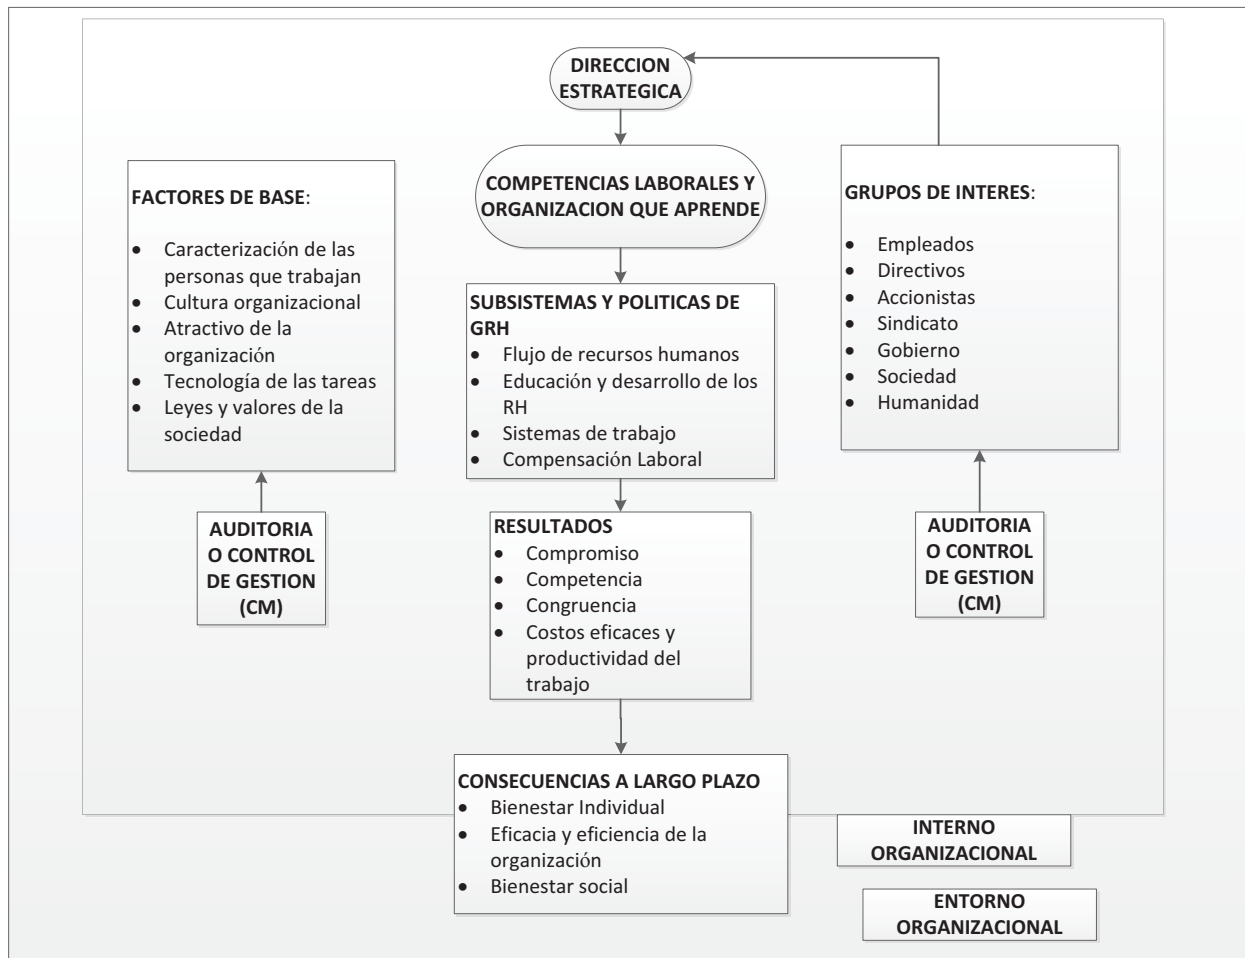 DIRECCION
ESTRATEGICA
COMPETENCIAS LABORALES Y
ORGANIZACION QUE APRENDE
FACTORES DE BASE:
• Caracterización de las
personas que trabajan
• Cultura organizacional
• Atractivo de la
organización
• Tecnología de las tareas
• Leyes y valores de la
sociedad
GRUPOS DE INTERES:
• Empleados
• Directivos
• Accionistas
• Sindicato
• Gobierno
• Sociedad
• Humanidad
SUBSISTEMAS Y POLITICAS DE
GRH
• Flujo de recursos humanos
• Educación y desarrollo de los
RH
• Sistemas de trabajo
• Compensación Laboral
AUDITORIA
O CONTROL
DE GESTION
(CM)
RESULTADOS
• Compromiso
• Competencia
• Congruencia
• Costos eficaces y
productividad del
trabajo
AUDITORIA
O CONTROL
DE GESTION
(CM)
CONSECUENCIAS A LARGO PLAZO
• Bienestar Individual
• Eficacia y eficiencia de la
organización
• Bienestar social
INTERNO
ORGANIZACIONAL
ENTORNO
ORGANIZACIONAL